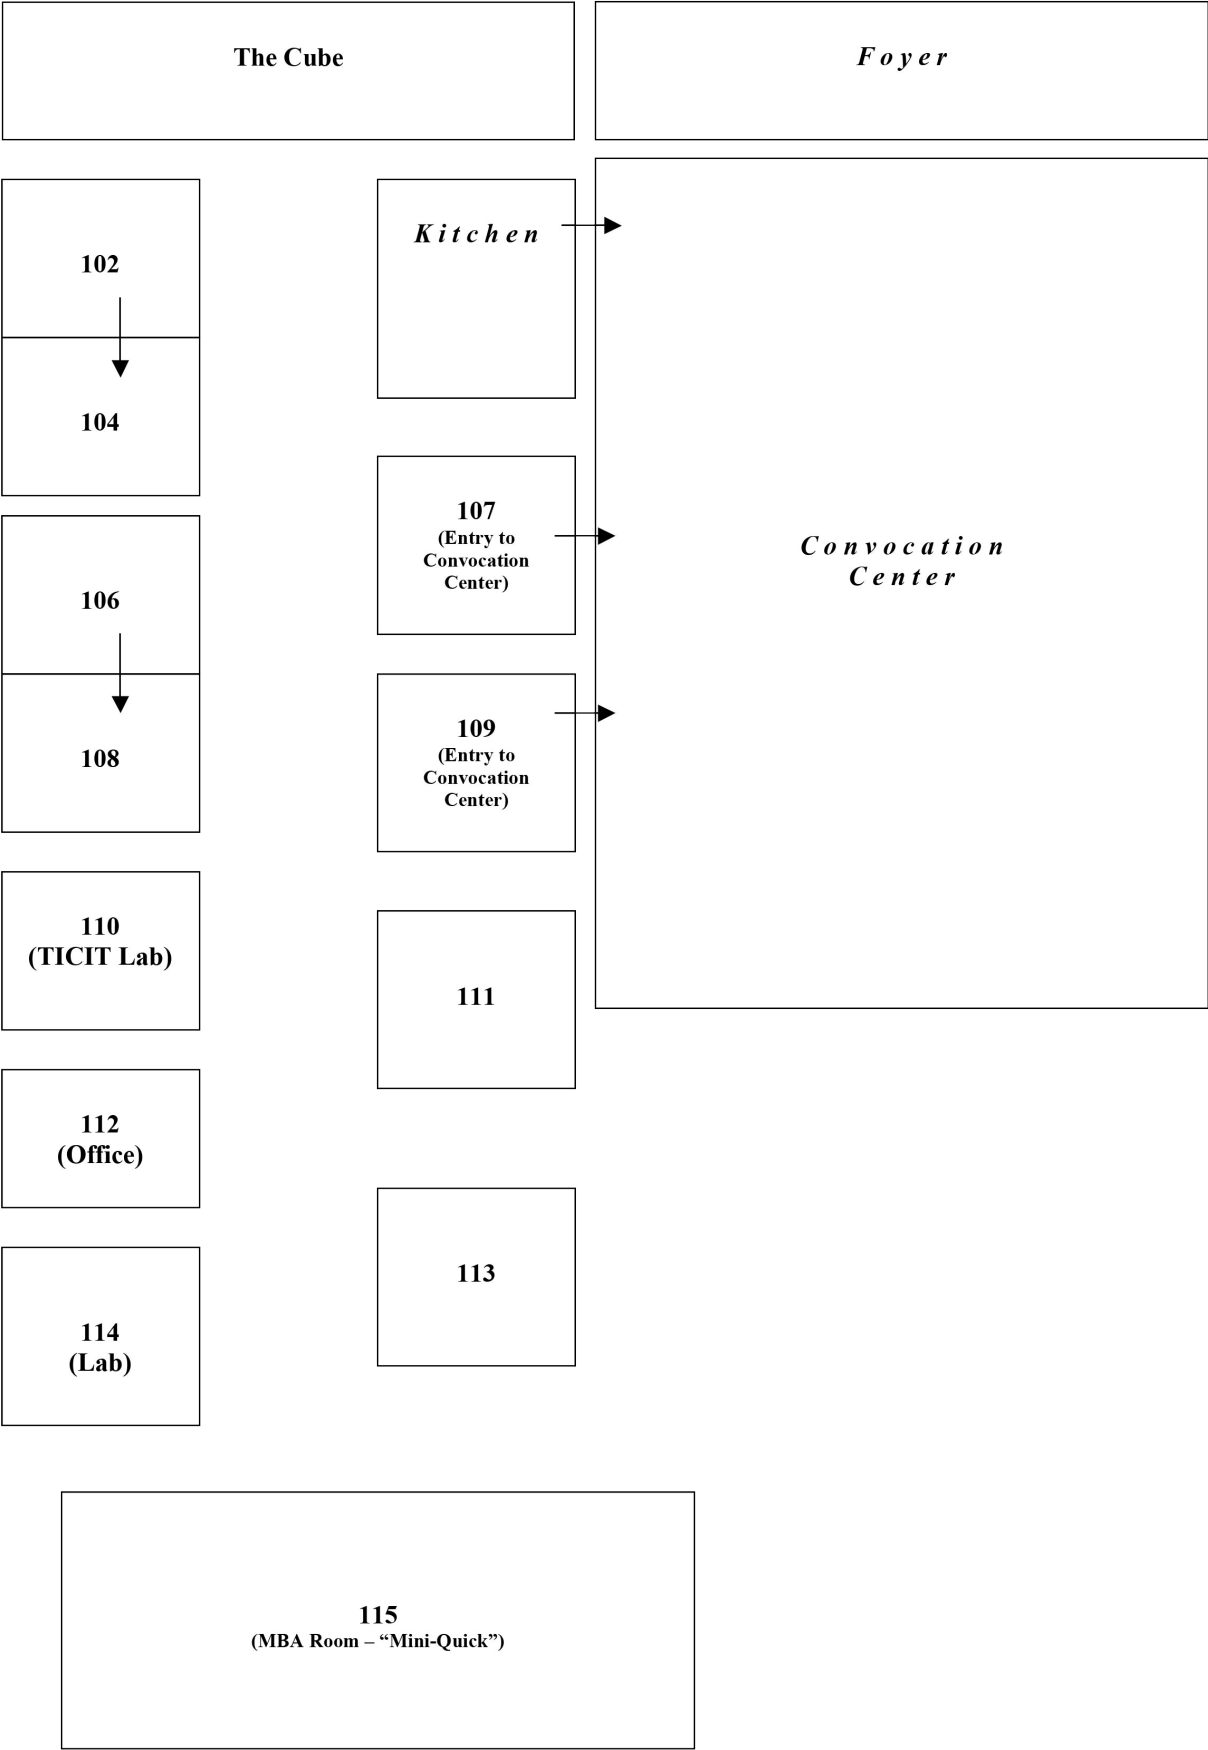 The Cube
Foyer
102
104
106
108
110
(TICIT Lab)
112
(Office)
114
(Lab)
Kitchen
107
(Entry to
Convocation
Center)
109
(Entry to
Convocation
Center)
111
113
Convocation
Center
115
(MBA Room – “Mini-Quick”)